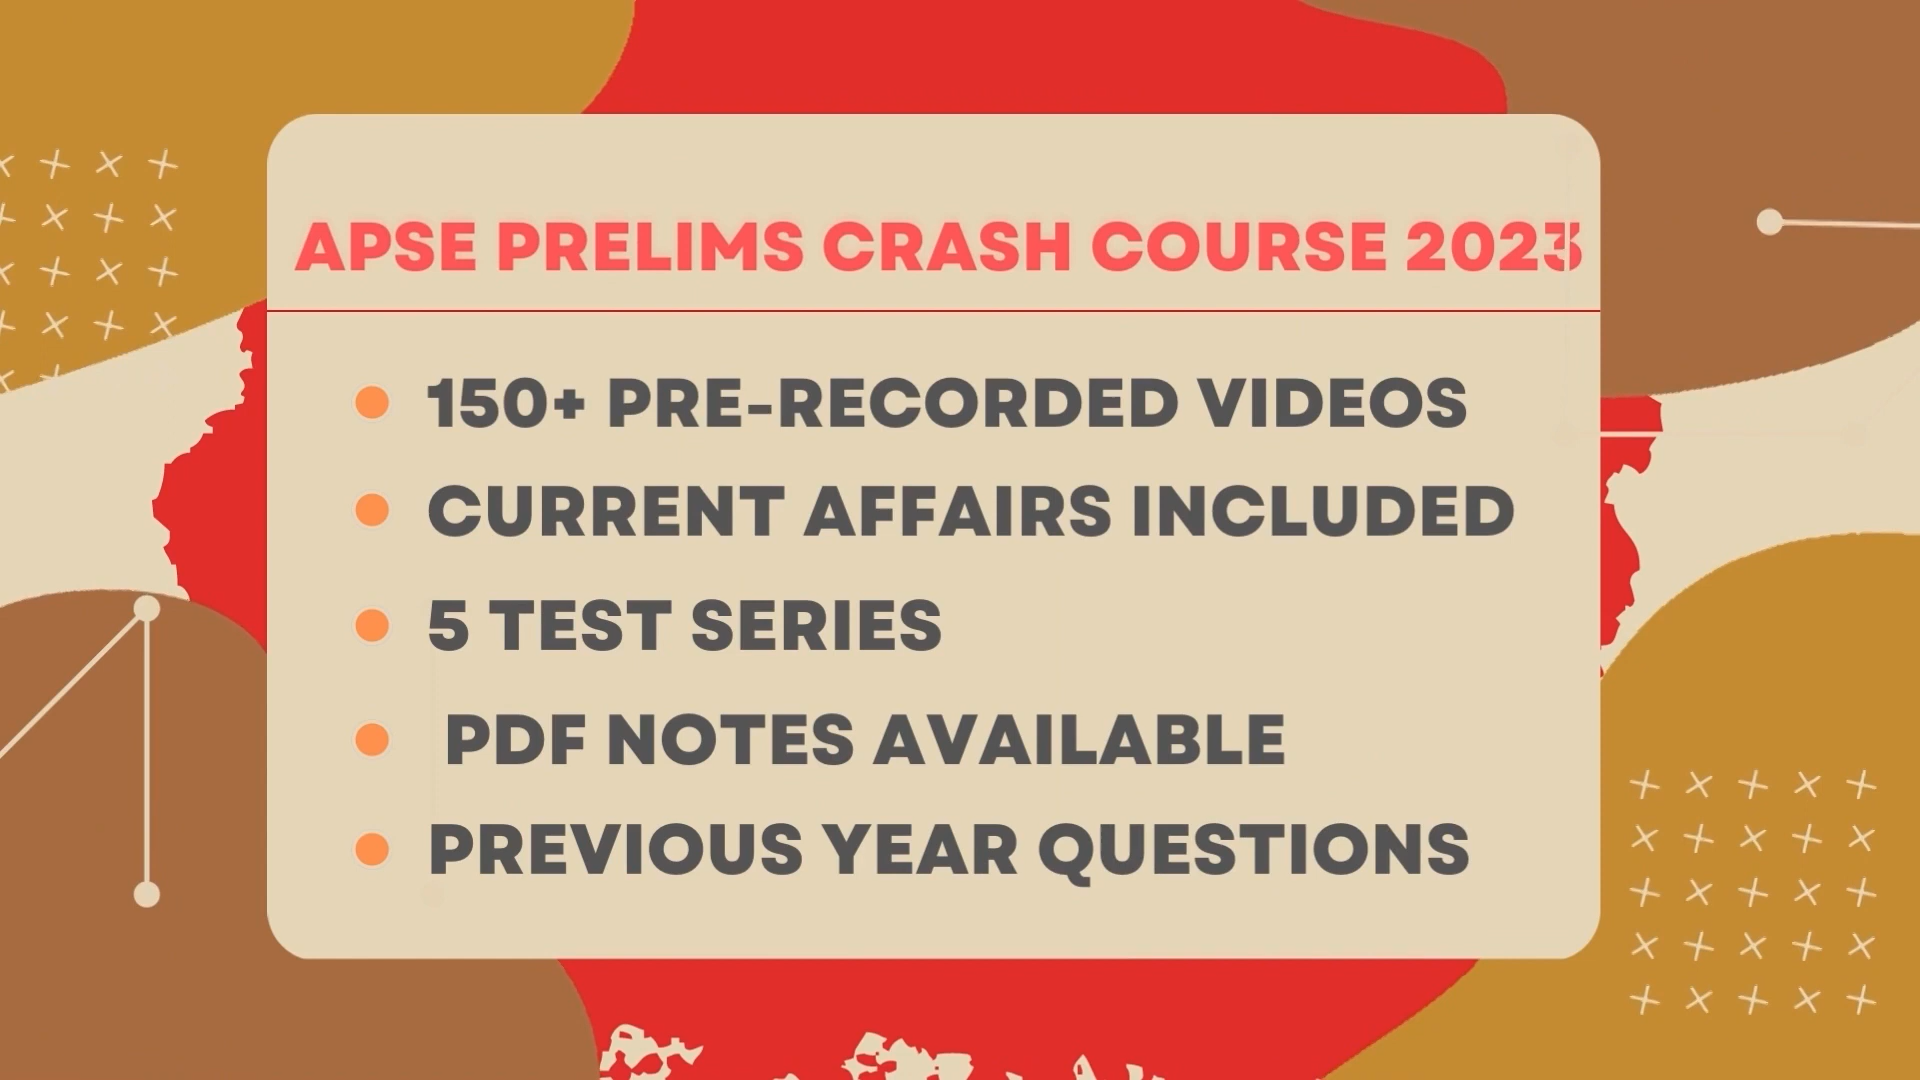 APSE PRELIMS CRASH COURSE 2023
150+ PRE-RECORDED VIDEOS
CURRENT AFFAIRS INCLUDED
5 TEST SERIES
PDF NOTES AVAILABLE
PREVIOUS YEAR QUESTIONS